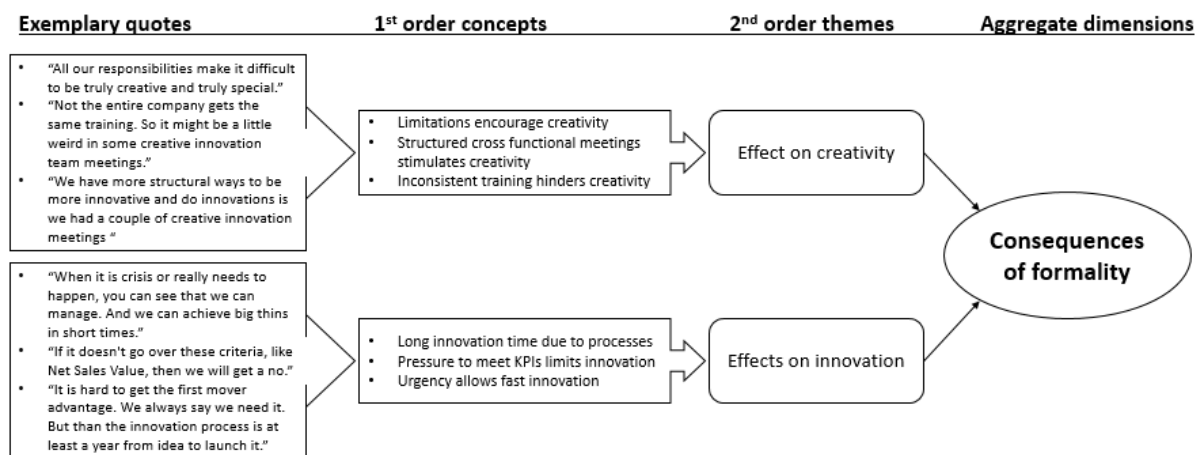 Exemplary quotes 1st order concepts 2nd order themes Aggregate dimensions
• “All our responsibilities make it difficult
to be truly creative and truly special.”
• “Not the entire company gets the
same training. So it might be a little
weird in some creative innovation
team meetings.”
• “We have more structural ways to be
more innovative and do innovations is
we had a couple of creative innovation
meetings “
• Limitations encourage creativity
• Structured cross functional meetings
stimulates creativity
• Inconsistent training hinders creativity
Effect on creativity
• “When it is crisis or really needs to
happen, you can see that we can
manage. And we can achieve big thins
in short times.”
• “If it doesn't go over these criteria, like
Net Sales Value, then we will get a no.”
• “It is hard to get the first mover
advantage. We always say we need it.
But than the innovation process is at
least a year from idea to launch it.”
• Long innovation time due to processes
• Pressure to meet KPIs limits innovation
• Urgency allows fast innovation
Effects on innovation
Consequences
of formality